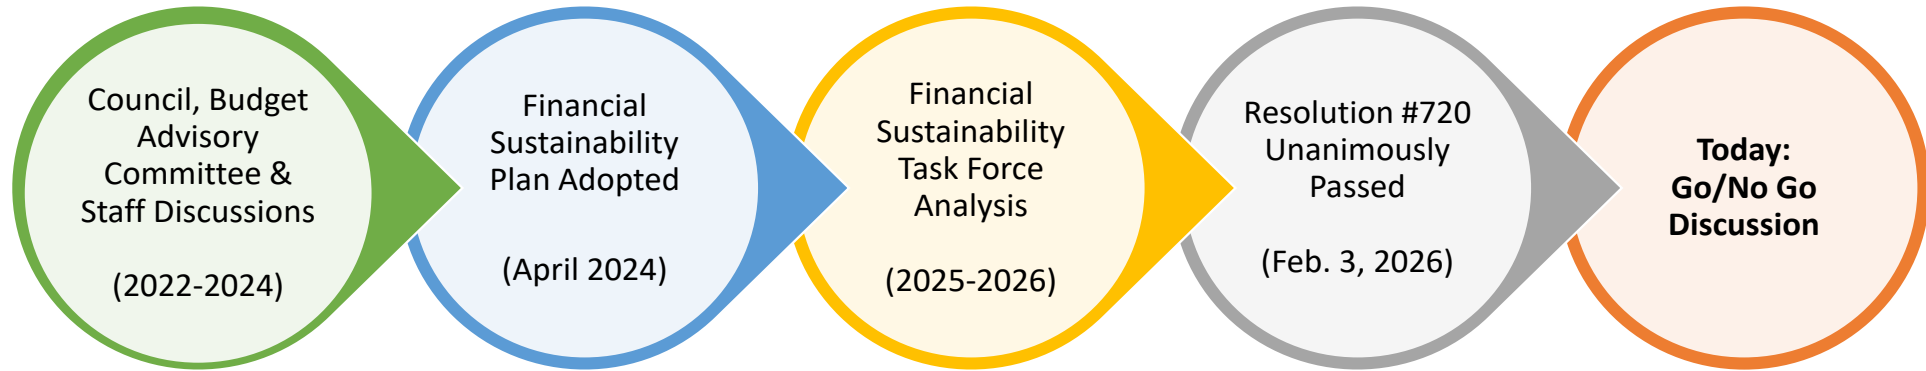 Council, Budget
Advisory
Committee &
Staff Discussions
(2022-2024)
Financial
Sustainability
Plan Adopted
(April 2024)
Financial
Sustainability
Task Force
Analysis
(2025-2026)
Resolution #720
Unanimously
Passed
(Feb. 3, 2026)
Today:
Go/No Go
Discussion